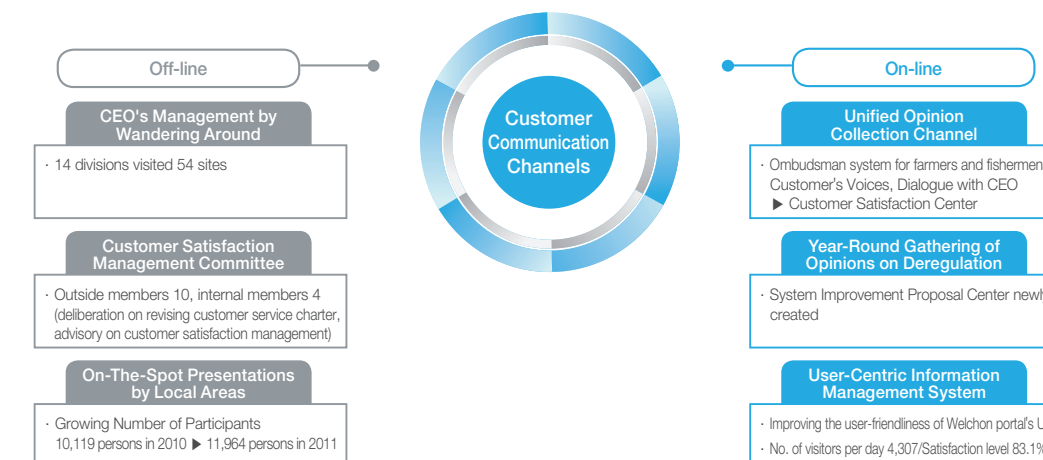 Off-line
CEO's Management by
Wandering Around
· 14 divisions visited 54 sites
Customer Satisfaction
Management Committee
· Outside members 10, internal members 4
(deliberation on revising customer service charter,
advisory on customer satisfaction management)
On-The-Spot Presentations
by Local Areas
· Growing Number of Participants
10,119 persons in 2010 ▶ 11,964 persons in 2011
Customer
Communication
Channels
On-line
Unified Opinion
Collection Channel
· Ombudsman system for farmers and fishermen
Customer's Voices, Dialogue with CEO
▶ Customer Satisfaction Center
Year-Round Gathering of
Opinions on Deregulation
· System Improvement Proposal Center newly
created
User-Centric Information
Management System
· Improving the user-friendliness of Welchon portal's
· No. of visitors per day 4,307/Satisfaction level 83.1%